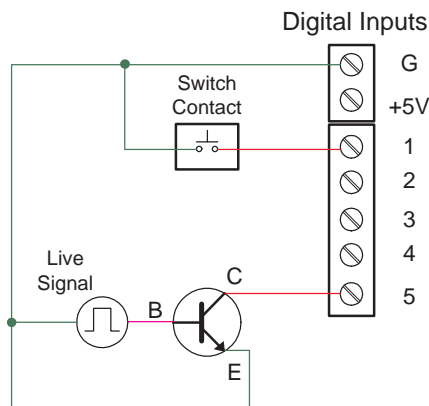 Digital Inputs
G
+5V
Switch
Contact
1
2
3
4
5
Live
Signal
B
C
E